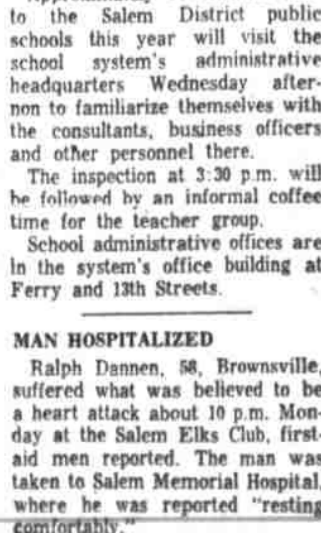 to the Salem District public
schools this year will visit the
school system's administrative
headquarters Wednesday after-
non to familiarize themselves with
the consultants, business officers
and other personnel there.
The inspection at 3:30 p.m. will
be followed by an informal coffee
time for the teacher group.
School administrative offices are
in the system's office building at
Ferry and 13th Streets.
MAN HOSPITALIZED
Ralph Dannen, 58, Brownsville,
suffered what was believed to be
a heart attack about 10 p.m. Mon-
day at the Salem Elks Club, first-
aid men reported. The man was
taken to Salem Memorial Hospital,
where he was reported "resting
comfortably."